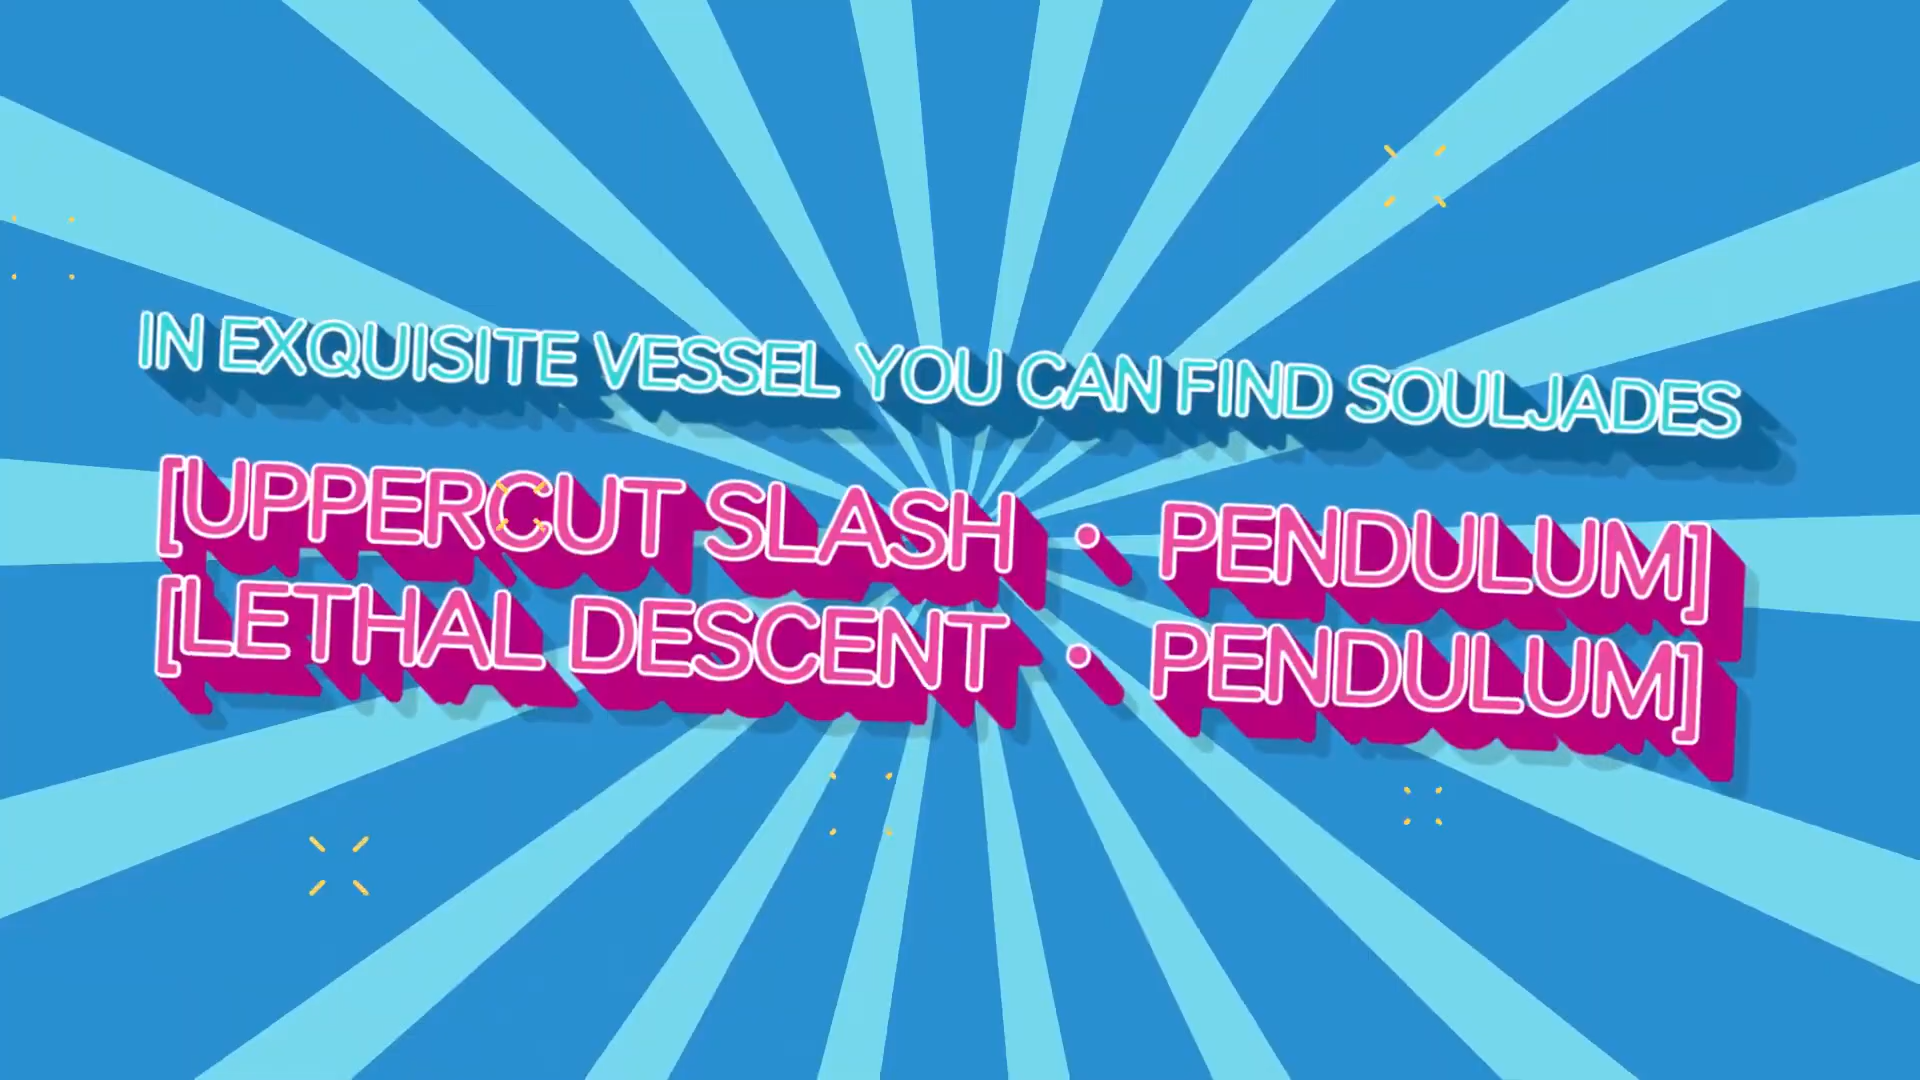 IN EXQUISITE VESSEL YOU CAN FIND SOULJADES
[UPPERCUT SLASH • PENDULUM]
[LETHAL DESCENT • PENDULUM]